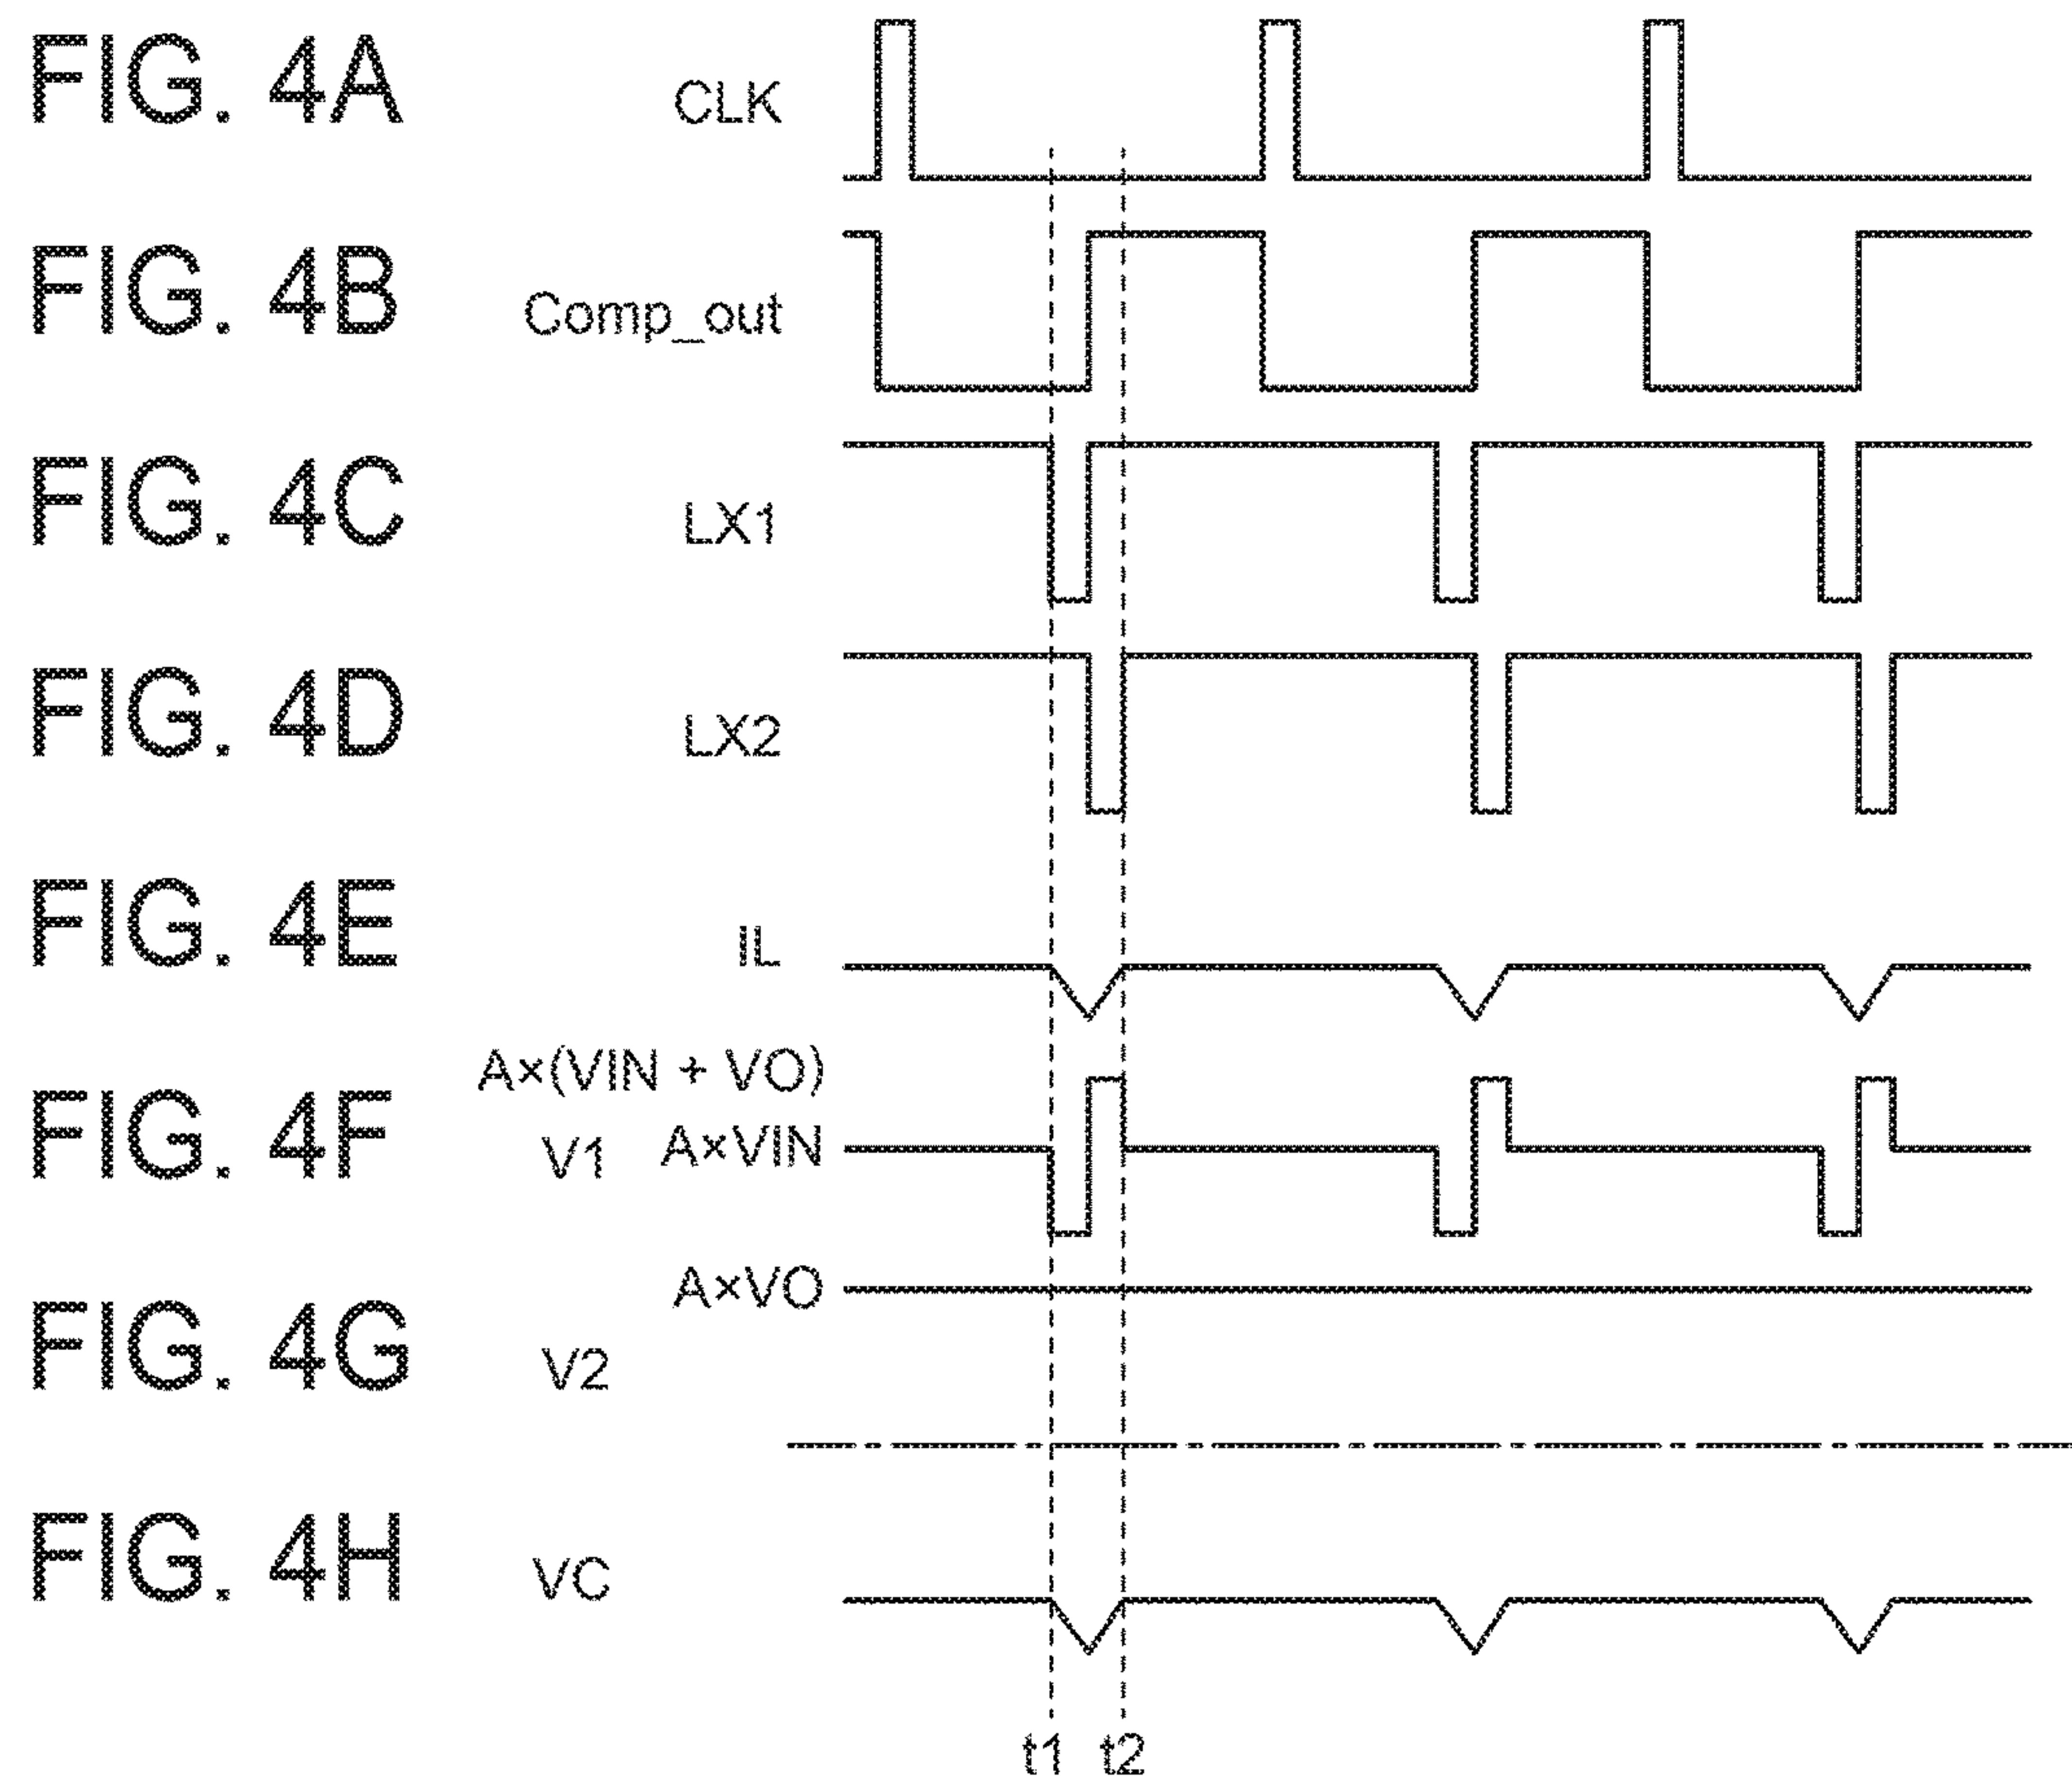 FIG. 4A CLK
FIG. 4B Comp_out
FIG. 4C LX1
FIG. 4D LX2
FIG. 4E IL
A×(VIN + VO)
FIG. 4F V1 A×VIN
A×VO
FIG. 4G V2
FIG. 4H VC
t1 t2